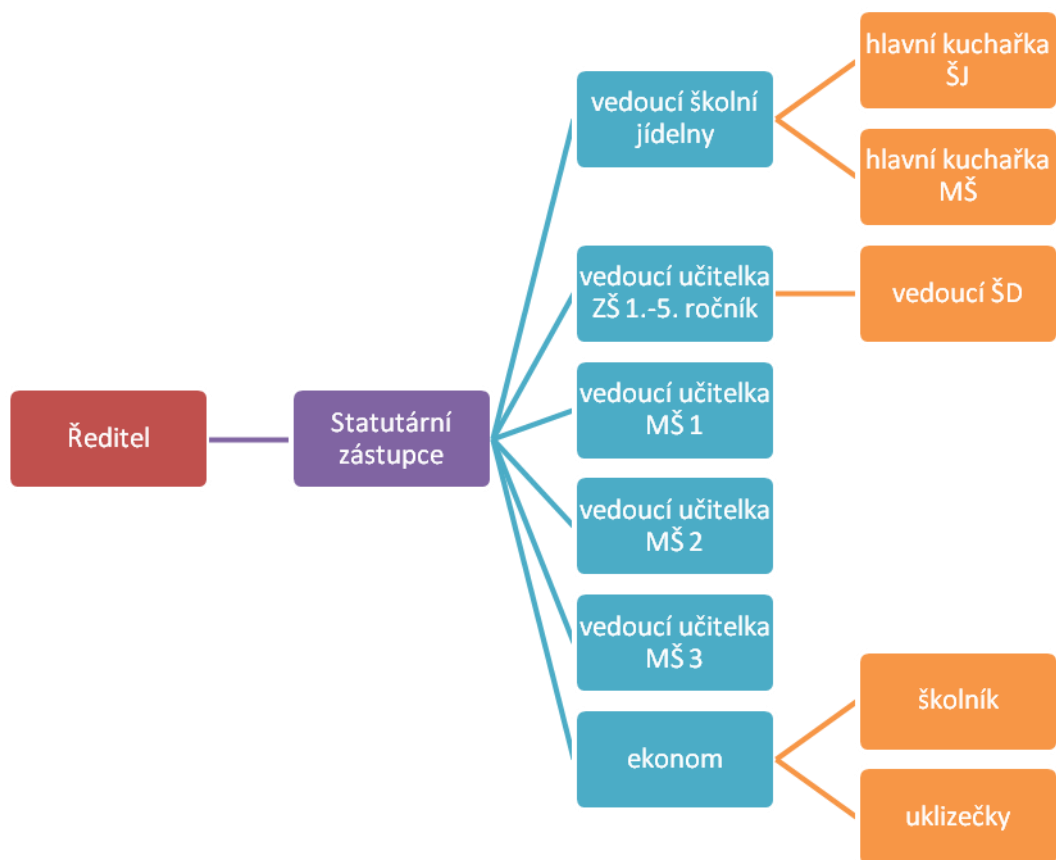 Ředitel
Statutární
zástupce
vedoucí školní
jídelny
hlavní kuchařka
ŠJ
hlavní kuchařka
MŠ
vedoucí učitelka
ZŠ 1.-5. ročník
vedoucí ŠD
vedoucí učitelka
MŠ 1
vedoucí učitelka
MŠ 2
vedoucí učitelka
MŠ 3
ekonom
školník
uklizečky